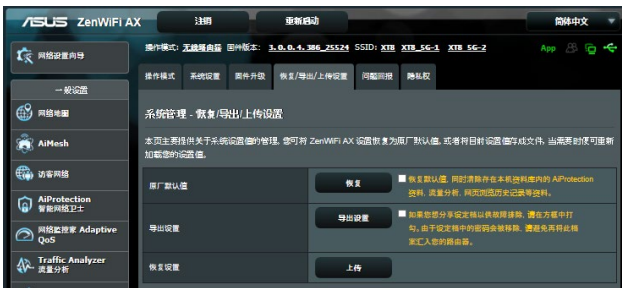 ASUS ZenWiFi AX 注销 重新启动 简体中文
操作模式: 无线路由器 固件版本: 3.0.0.4.386_25524 SSID: XT8 XT8_5G-1 XT8_5G-2 App
网络设置向导
操作模式 系统设置 固件升级 恢复/导出/上传设置 问题回报 隐私权
一般设置
网络地图
系统管理 - 恢复/导出/上传设置
AiMesh
本页主要提供关于系统设置值的管理, 您可将 ZenWiFi AX 设置恢复为原厂默认值, 或者将目前设置值存成文件, 当需要时便可重新
加载您的设置值。
访客网络
原厂默认值 恢复 恢复默认值, 同时清除存在本机资料库内的 AiProtection
资料, 流量分析, 网页浏览历史记录等资料。
AiProtection
智能网络卫士
网络监控家 Adaptive
QoS
导出设置 导出设置 如果您想分享设定档以供故障排除, 请在方框中打
勾。由于设定档中的密码会被移除, 请避免再将此档
案汇入您的路由器。
Traffic Analyzer
流量分析
恢复设置 上传